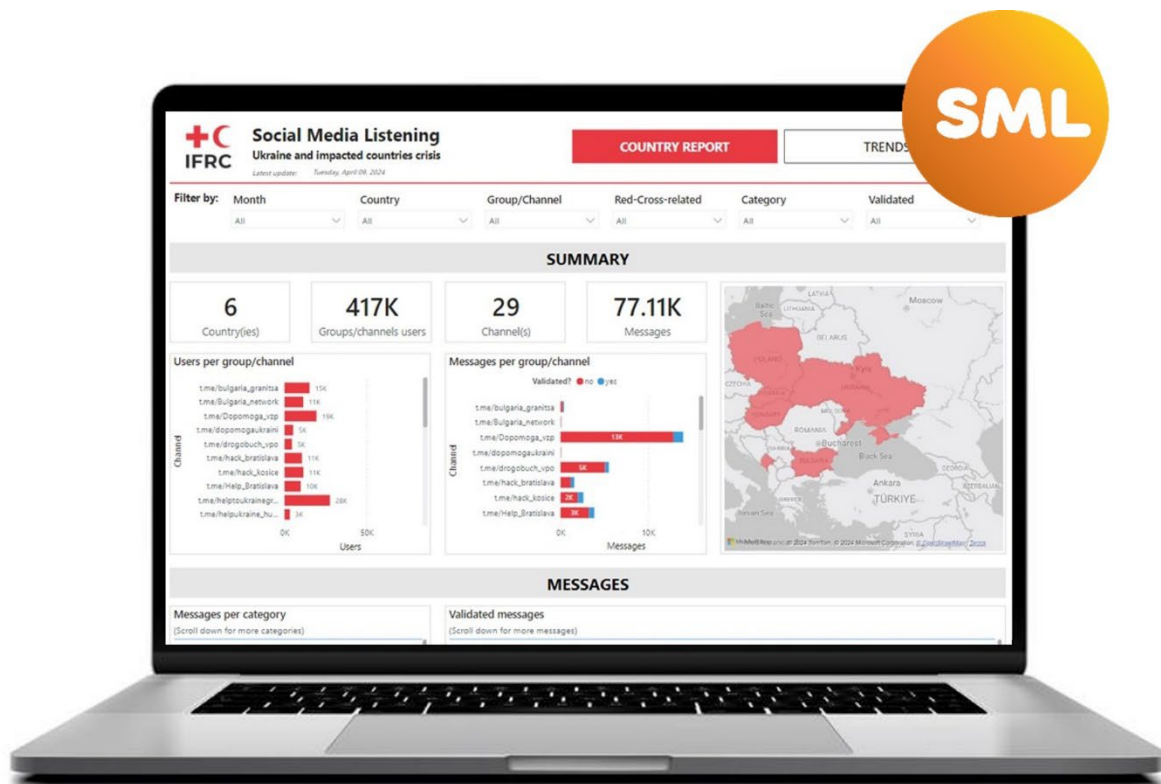 SML
IFRC
Social Media Listening
Ukraine and impacted countries crisis
Latest update: Tuesday, April 09, 2024
COUNTRY REPORT
TRENDS
Filter by:
Month
Country
Group/Channel
Red-Cross-related
Category
Validated
All
All
All
All
All
All
SUMMARY
6
Country(ies)
417K
Groups/channels users
29
Channel(s)
77.11K
Messages
Users per group/channel
Channel
t.me/bulgaria_granitsa 15K
t.me/Bulgaria_network 11K
t.me/Dopomoga_vzp 19K
t.me/dopomogaukraini 5K
t.me/drogobuch_vpo 5K
t.me/hack_bratislava 11K
t.me/hack_kosice 11K
t.me/Help_Bratislava 10K
t.me/helptoukrainegr... 28K
t.me/helpukraine_hu... 3K
0K 50K
Users
Messages per group/channel
Validated? no yes
Channel
t.me/bulgaria_granitsa
t.me/Bulgaria_network
t.me/Dopomoga_vzp 13K
t.me/dopomogaukraini
t.me/drogobuch_vpo 5K
t.me/hack_bratislava
t.me/hack_kosice 2K
t.me/Help_Bratislava 3K
0K 10K
Messages
LATVIA
Moscow
Baltic
Sea
LITHUANIA
BELARUS
POLAND
Kyiv
UKRAINE
CZECHIA
HUNGARY
ROMANIA
Bucharest
BULGARIA
Black Sea
GEORGIA
Ankara
TÜRKIYE
AZERBAIJAN
GREECE
SYRIA
© 2024 TomTom, © 2024 Microsoft Corporation, © OpenStreetMap Terms
MESSAGES
Messages per category
(Scroll down for more categories)
Validated messages
(Scroll down for more messages)